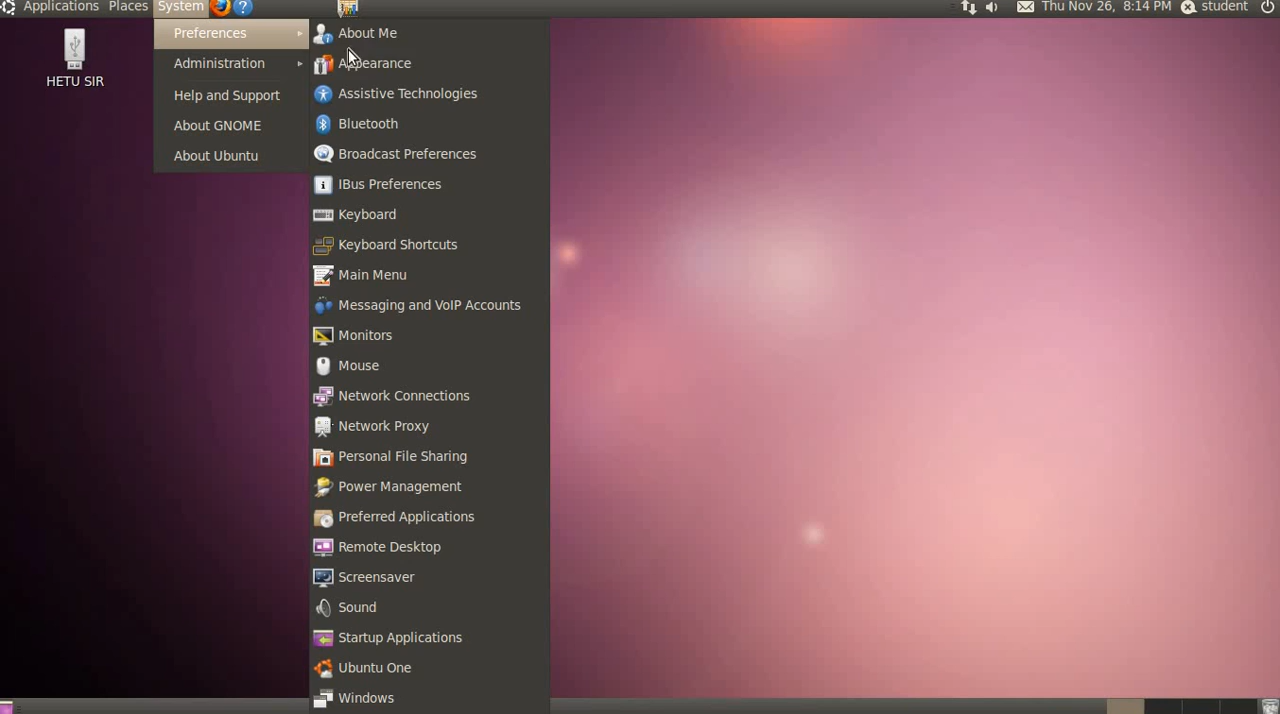 Applications Places System Thu Nov 26, 8:14 PM student
HETU SIR
Preferences
Administration
Help and Support
About GNOME
About Ubuntu
About Me
Appearance
Assistive Technologies
Bluetooth
Broadcast Preferences
IBus Preferences
Keyboard
Keyboard Shortcuts
Main Menu
Messaging and VoIP Accounts
Monitors
Mouse
Network Connections
Network Proxy
Personal File Sharing
Power Management
Preferred Applications
Remote Desktop
Screensaver
Sound
Startup Applications
Ubuntu One
Windows